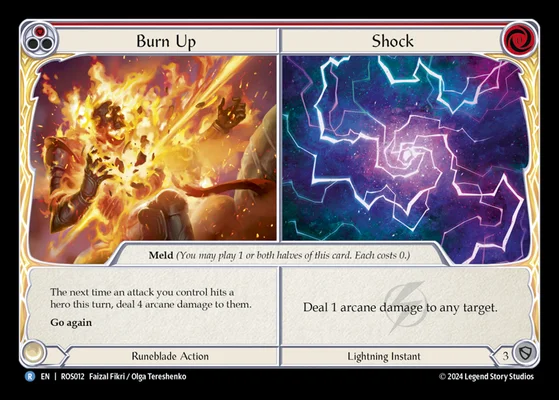 Burn Up
Shock
Meld (You may play 1 or both halves of this card. Each costs 0.)
The next time an attack you control hits a
hero this turn, deal 4 arcane damage to them.
Go again
Deal 1 arcane damage to any target.
Runeblade Action
Lightning Instant
3
R EN | ROS012 Faizal Fikri / Olga Tereshenko
© 2024 Legend Story Studios